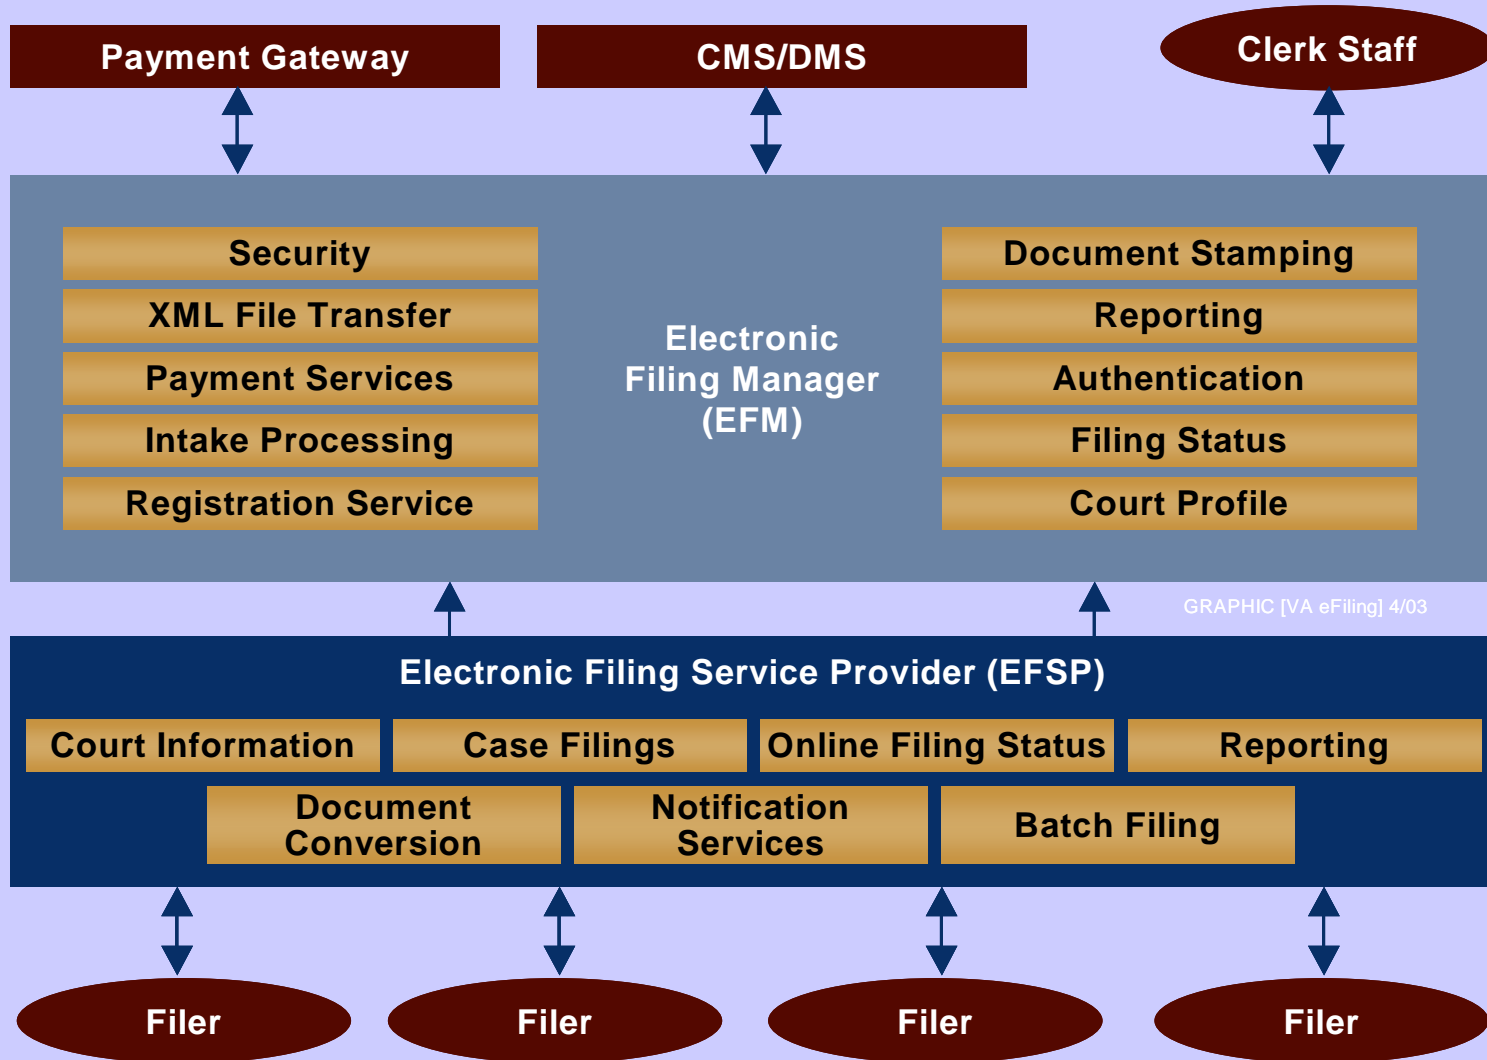 Payment Gateway
CMS/DMS
Clerk Staff
Security
XML File Transfer
Payment Services
Intake Processing
Registration Service
Electronic
Filing Manager
(EFM)
Document Stamping
Reporting
Authentication
Filing Status
Court Profile
GRAPHIC [VA eFiling] 4/03
Electronic Filing Service Provider (EFSP)
Court Information
Case Filings
Online Filing Status
Reporting
Document
Conversion
Notification
Services
Batch Filing
Filer
Filer
Filer
Filer